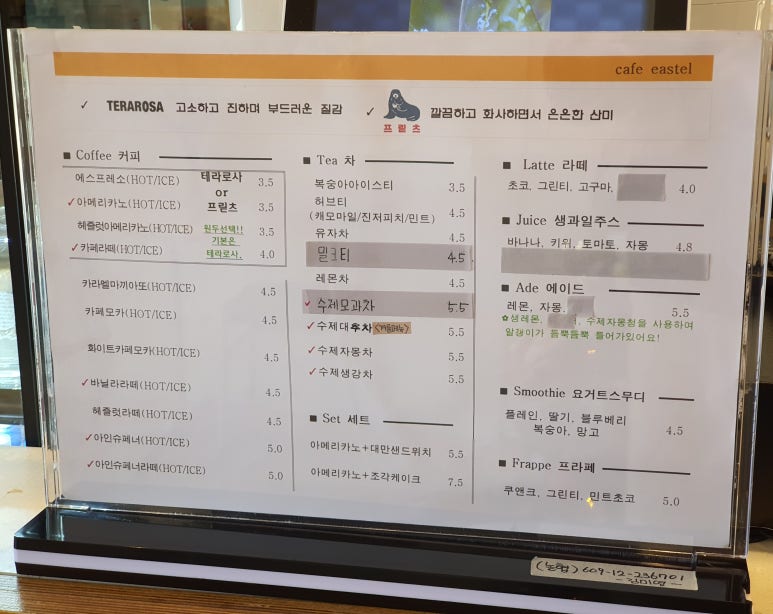 cafe eastel
✓ TERAROSA 고소하고 진하며 부드러운 질감
✓ 프릳츠 깔끔하고 화사하면서 은은한 산미
■ Coffee 커피
테라로사 or 프릳츠
에스프레소(HOT/ICE) 3.5
✓아메리카노(HOT/ICE) 3.5
헤즐럿아메리카노(HOT/ICE) 3.5
✓카페라떼(HOT/ICE) 4.0
원두선택!!
기본은
테라로사.
카라멜마끼아또(HOT/ICE) 4.5
카페모카(HOT/ICE) 4.5
화이트카페모카(HOT/ICE) 4.5
✓바닐라라떼(HOT/ICE) 4.5
헤즐럿라떼(HOT/ICE) 4.5
✓아인슈페너(HOT/ICE) 5.0
✓아인슈페너라떼(HOT/ICE) 5.0
■ Tea 차
복숭아아이스티 3.5
허브티
(캐모마일/진저피치/민트) 4.5
유자차 4.5
밀크티 4.5
레몬차 4.5
✓수제모과차 5.5
✓수제대추차 5.5
✓수제자몽차 5.5
✓수제생강차 5.5
■ Set 세트
아메리카노+대만샌드위치 5.5
아메리카노+조각케이크 7.5
■ Latte 라떼
초코, 그린티, 고구마, 4.0
■ Juice 생과일주스
바나나, 키위, 토마토, 자몽 4.8
■ Ade 에이드
레몬, 자몽, 5.5
✿생레몬, 수제자몽청을 사용하여
알갱이가 듬뿍듬뿍 들어가있어요!
■ Smoothie 요거트스무디
플레인, 딸기, 블루베리
복숭아, 망고 4.5
■ Frappe 프라페
쿠앤크, 그린티, 민트초코 5.0
(농협) 609-12-236701